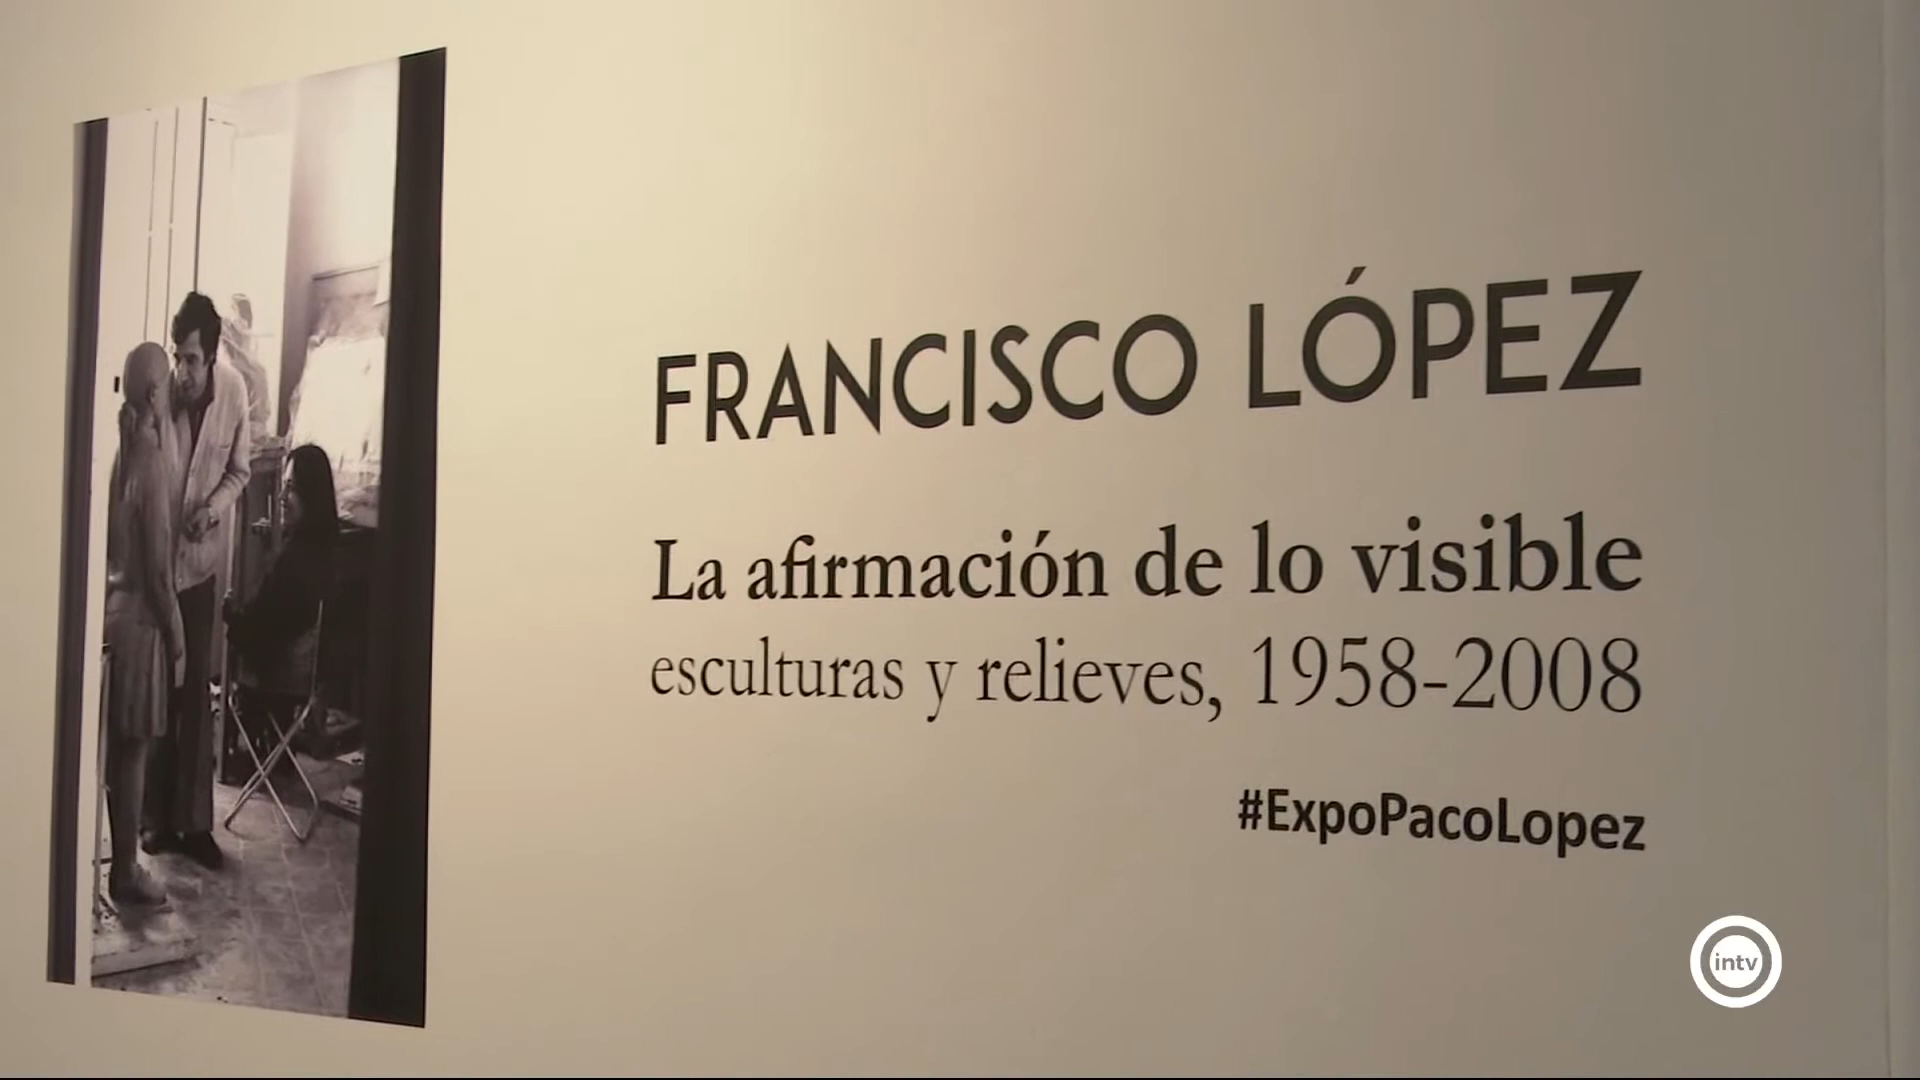 FRANCISCO LÓPEZ
La afirmación de lo visible
esculturas y relieves, 1958-2008
#ExpoPacoLopez
intv